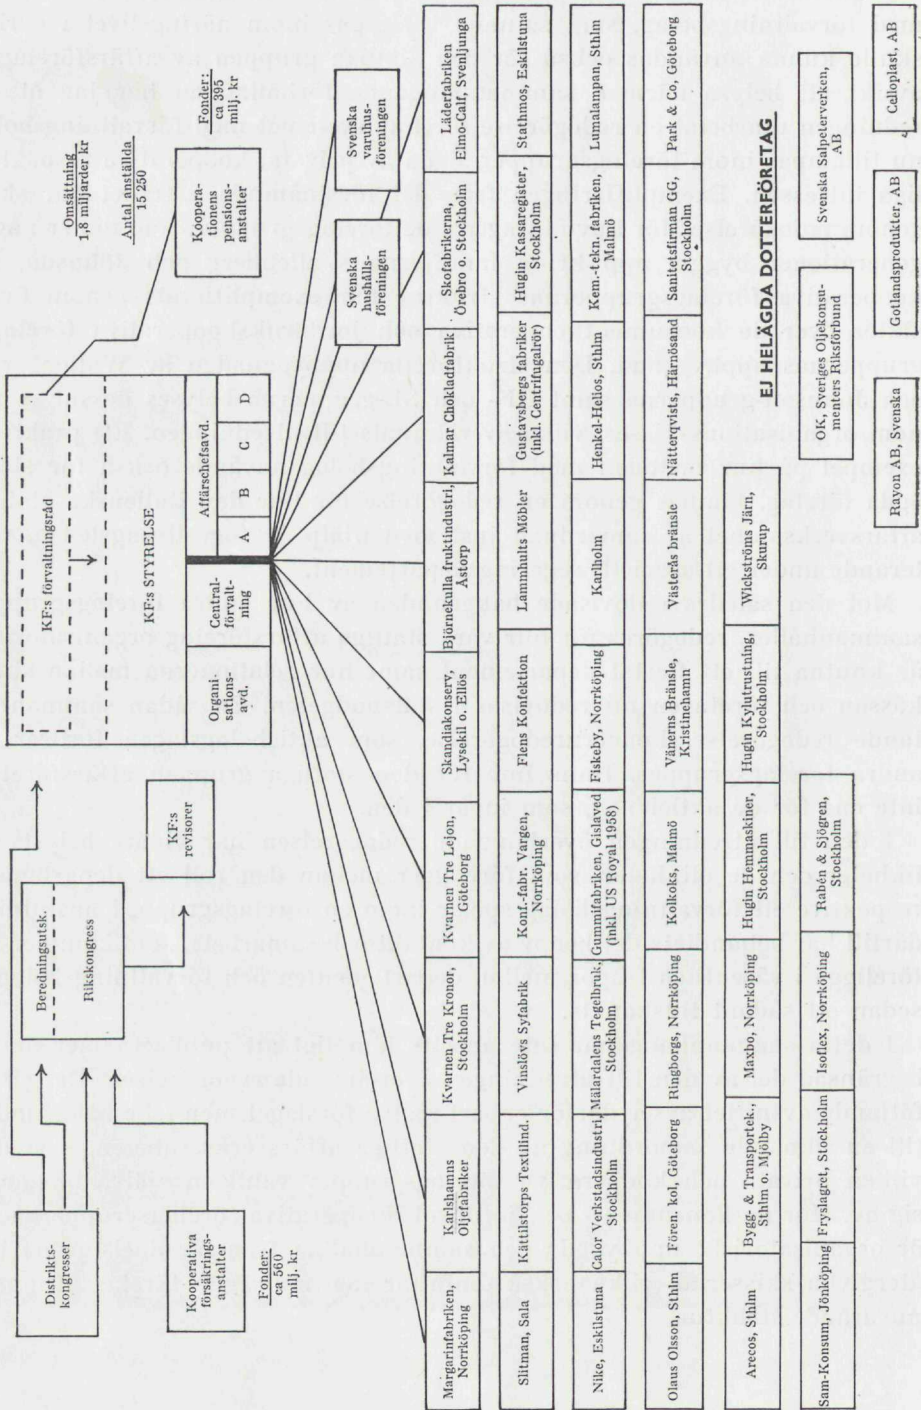 Distrikts-
kongresser
Kooperativa
försäkrings-
anstalter
Fonder:
ca 560
milj. kr
Beredningsutsk.
Rikskongress
KF:s
revisorer
KF:s förvaltningsråd
KF:s STYRELSE
Organi-
sations-
avd.
Central-
förvalt-
ning
Affärschefsavd.
A B C D
Omsättning
1,8 miljarder kr
Antal anställda
15 250
Fonder:
ca 395
milj. kr
Koopera-
tionens
pensions-
anstalter
Svenska
hushålls-
föreningen
Svenska
varuhus-
föreningen
Margarinfabriken,
Norrköping
Karlshamns
Oljefabriker
Kvarnen Tre Kronor,
Stockholm
Kvarnen Tre Lejon,
Göteborg
Skandiakonserv,
Lysekil o. Ellös
Björnekulla fruktindustri,
Åstorp
Kalmar Chokladfabrik
Skofabrikerna,
Örebro o. Stockholm
Läderfabriken
Elmo-Calf, Svenljunga
Slitman, Sala
Kättilstorps Textilind.
Vinslövs Syfabrik
Konf.-fabr. Vargen,
Norrköping
Flens Konfektion
Lammhults Möbler
Gustavsbergs fabriker
(inkl. Centrifugalrör)
Hugin Kassaregister,
Stockholm
Stathmos, Eskilstuna
Nike, Eskilstuna
Calor Verkstadsindustri
Stockholm
Mälardalens Tegelbruk,
Stockholm
Gummifabriken, Gislaved
(inkl. US Royal 1958)
Fiskeby, Norrköping
Karlholm
Henkel-Helios, Sthlm
Kem.-tekn. fabriken
Malmö
Lumalampan, Sthlm
Olaus Olsson, Sthlm
Fören. kol, Göteborg
Ringborgs, Norrköping
Kolkoks, Malmö
Väners Bränsle,
Kristinehamn
Västerås bränsle
Nätterqvists, Härnösand
Sanitetsfirman GG,
Stockholm
Penk Co, Göteborg
Arecos, Sthlm
Bygg- & Transportek.,
Sthlm o. Mjölby
Maxbo, Norrköping
Hugin Hemmaskiner,
Stockholm
Hugin Kylutrustning,
Stockholm
Wickströms Järn,
Skurup
EJ HELÄGDA DOTTERFÖRETAG
Sam-Konsum, Jönköping
Fryslagret, Stockholm
Isoflex, Norrköping
Rabén & Sjögren,
Stockholm
OK, Sveriges Oljekonsu-
menters Riksförbund
Svenska Salpeterverken,
AB
Rayon AB, Svenska
Gotlandprodukter, AB
Celloplast, AB